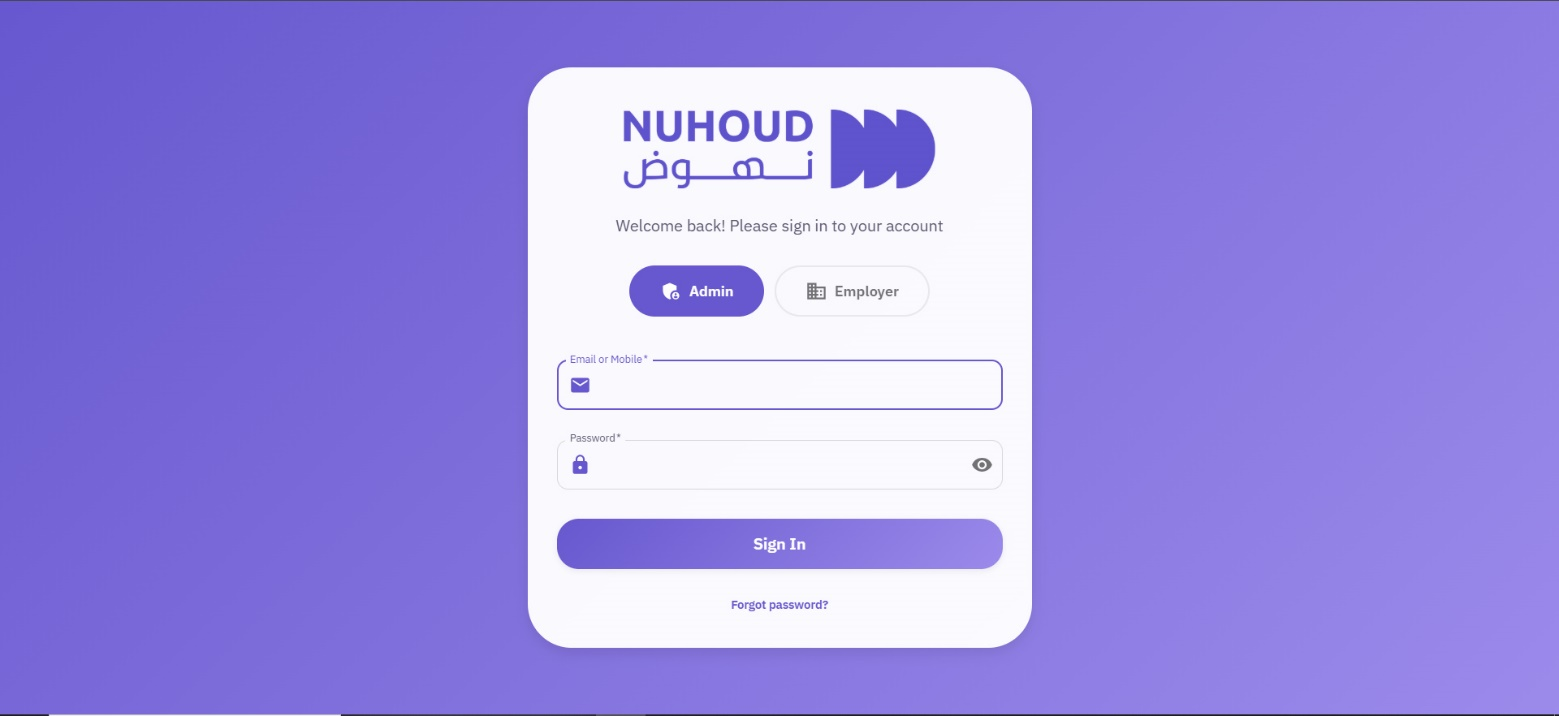 NUHOUD
نهوض
Welcome back! Please sign in to your account
Admin
Employer
Email or Mobile *
Password *
Sign In
Forgot password?